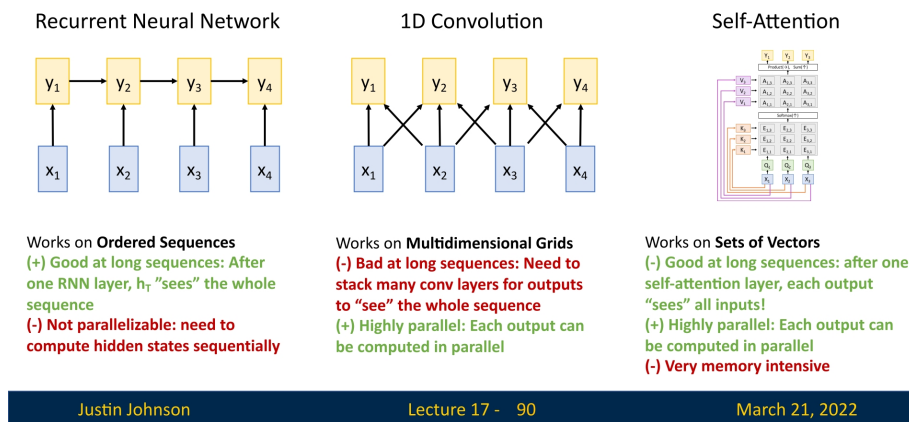 Recurrent Neural Network
y1
y2
y3
y4
x1
x2
x3
x4
Works on Ordered Sequences
(+) Good at long sequences: After
one RNN layer, hT ”sees” the whole
sequence
(-) Not parallelizable: need to
compute hidden states sequentially
1D Convolution
y1
y2
y3
y4
x1
x2
x3
x4
Works on Multidimensional Grids
(-) Bad at long sequences: Need to
stack many conv layers for outputs
to “see” the whole sequence
(+) Highly parallel: Each output can
be computed in parallel
Self-Attention
Product(→), Sum(↑)
Softmax(↑)
Works on Sets of Vectors
(-) Good at long sequences: after one
self-attention layer, each output
“sees” all inputs!
(+) Highly parallel: Each output can
be computed in parallel
(-) Very memory intensive
Justin Johnson
Lecture 17 - 90
March 21, 2022